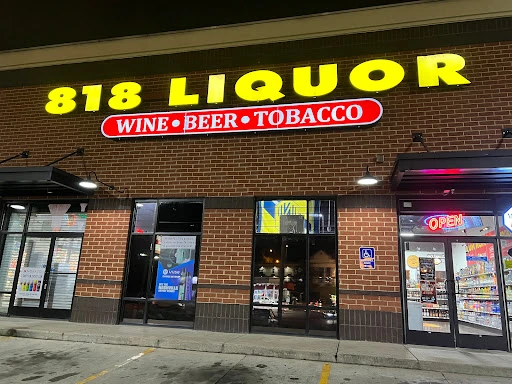 818 LIQUOR
WINE • BEER • TOBACCO
OPEN